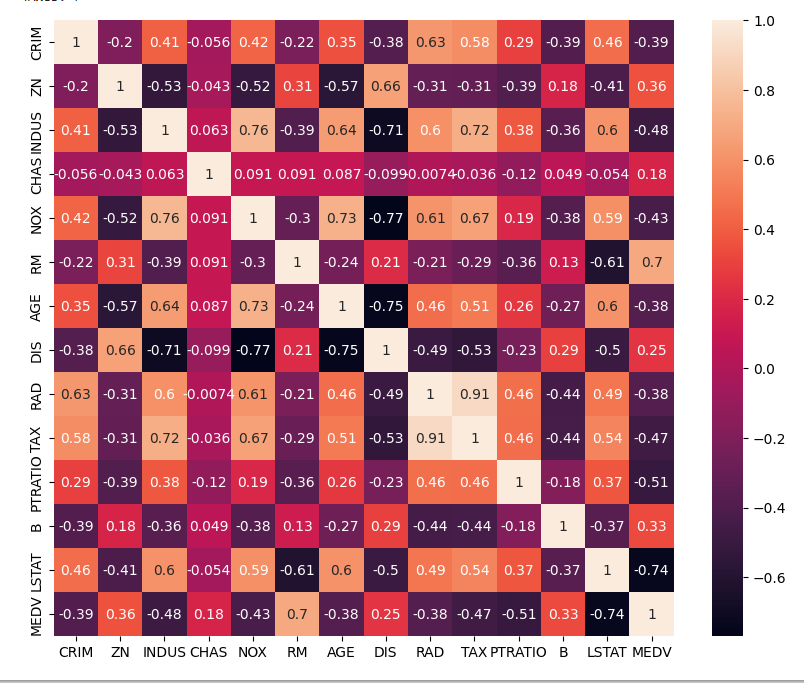 1.0
CRIM 1 -0.2 0.41 -0.056 0.42 -0.22 0.35 -0.38 0.63 0.58 0.29 -0.39 0.46 -0.39
ZN -0.2 1 -0.53 -0.043 -0.52 0.31 -0.57 0.66 -0.31 -0.31 -0.39 0.18 -0.41 0.36
0.8
INDUS 0.41 -0.53 1 0.063 0.76 -0.39 0.64 -0.71 0.6 0.72 0.38 -0.36 0.6 -0.48
0.6
CHAS -0.056 -0.043 0.063 1 0.091 0.091 0.087 -0.099 -0.0074 -0.036 -0.12 0.049 -0.054 0.18
NOX 0.42 -0.52 0.76 0.091 1 -0.3 0.73 -0.77 0.61 0.67 0.19 -0.38 0.59 -0.43
0.4
RM -0.22 0.31 -0.39 0.091 -0.3 1 -0.24 0.21 -0.21 -0.29 -0.36 0.13 -0.61 0.7
0.2
AGE 0.35 -0.57 0.64 0.087 0.73 -0.24 1 -0.75 0.46 0.51 0.26 -0.27 0.6 -0.38
DIS -0.38 0.66 -0.71 -0.099 -0.77 0.21 -0.75 1 -0.49 -0.53 -0.23 0.29 -0.5 0.25
0.0
RAD 0.63 -0.31 0.6 -0.0074 0.61 -0.21 0.46 -0.49 1 0.91 0.46 -0.44 0.49 -0.38
TAX 0.58 -0.31 0.72 -0.036 0.67 -0.29 0.51 -0.53 0.91 1 0.46 -0.44 0.54 -0.47
−0.2
PTRATIO 0.29 -0.39 0.38 -0.12 0.19 -0.36 0.26 -0.23 0.46 0.46 1 -0.18 0.37 -0.51
−0.4
B -0.39 0.18 -0.36 0.049 -0.38 0.13 -0.27 0.29 -0.44 -0.44 -0.18 1 -0.37 0.33
LSTAT 0.46 -0.41 0.6 -0.054 0.59 -0.61 0.6 -0.5 0.49 0.54 0.37 -0.37 1 -0.74
−0.6
MEDV -0.39 0.36 -0.48 0.18 -0.43 0.7 -0.38 0.25 -0.38 -0.47 -0.51 0.33 -0.74 1
CRIM ZN INDUS CHAS NOX RM AGE DIS RAD TAX PTRATIO B LSTAT MEDV